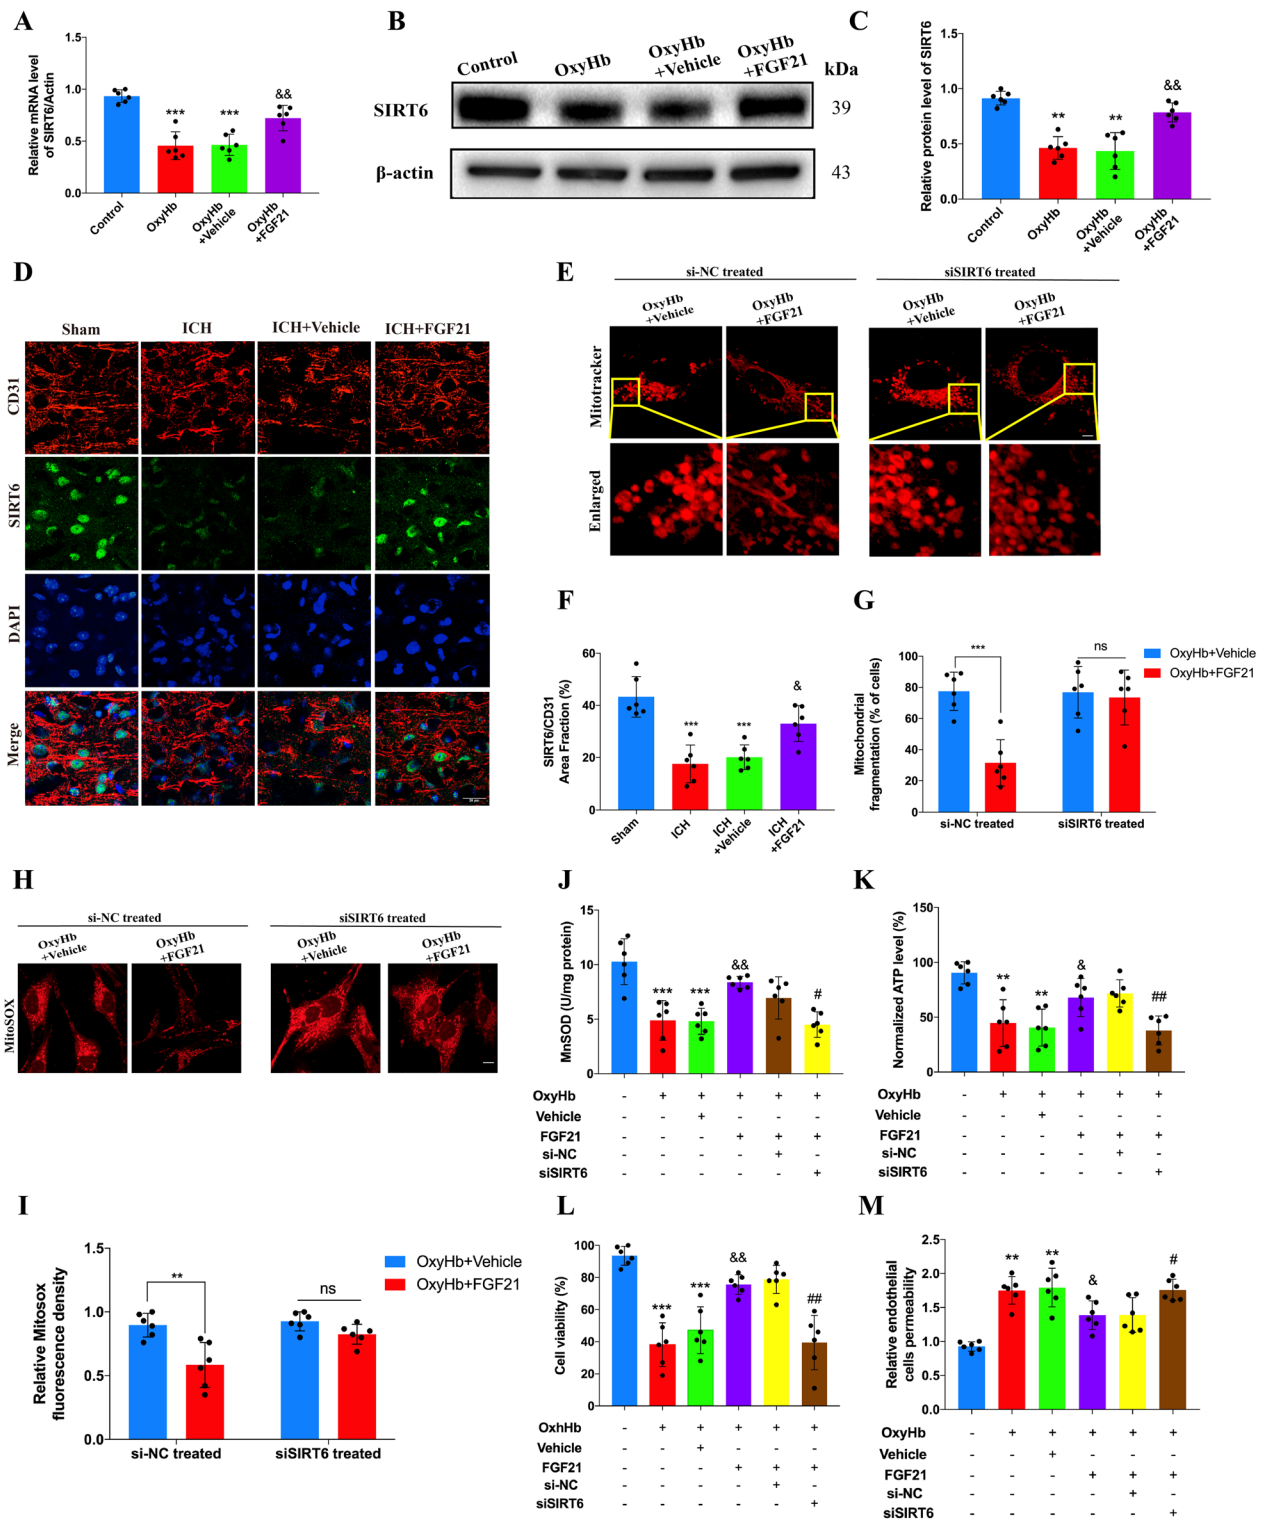 A
Relative mRNA level
of SIRT6/Actin
1.5
1.0
0.5
0.0
***
***
&&
Control
OxyHb
OxyHb
+Vehicle
OxyHb
+FGF21
B
Control
OxyHb
OxyHb
+Vehicle
OxyHb
+FGF21
kDa
SIRT6
39
β-actin
43
C
Relative protein level of SIRT6
1.5
1.0
0.5
0.0
**
**
&&
Control
OxyHb
OxyHb
+Vehicle
OxyHb
+FGF21
D
Sham
ICH
ICH+Vehicle
ICH+FGF21
CD31
SIRT6
DAPI
Merge
E
si-NC treated
siSIRT6 treated
OxyHb
+Vehicle
OxyHb
+FGF21
OxyHb
+Vehicle
OxyHb
+FGF21
Mitotracker
Enlarged
F
SIRT6/CD31
Area Fraction (%)
60
40
20
0
***
***
&
Sham
ICH
ICH
+Vehicle
ICH
+FGF21
G
Mitochondrial
fragmentation (% of cells)
100
80
60
40
20
0
***
ns
si-NC treated
siSIRT6 treated
OxyHb+Vehicle
OxyHb+FGF21
H
si-NC treated
siSIRT6 treated
OxyHb
+Vehicle
OxyHb
+FGF21
OxyHb
+Vehicle
OxyHb
+FGF21
MitoSOX
J
MnSOD (U/mg protein)
15
10
5
0
***
***
&&
#
OxyHb - + + + + +
Vehicle - - + - - -
FGF21 - - - + + +
si-NC - - - - + -
siSIRT6 - - - - - +
K
Normalized ATP level (%)
150
100
50
0
**
**
&
##
OxyHb - + + + + +
Vehicle - - + - - -
FGF21 - - - + + +
si-NC - - - - + -
siSIRT6 - - - - - +
I
Relative Mitosox
fluorescence density
1.5
1.0
0.5
0.0
**
ns
si-NC treated
siSIRT6 treated
OxyHb+Vehicle
OxyHb+FGF21
L
Cell viability (%)
100
80
60
40
20
0
***
***
&&
##
OxhHb - + + + + +
Vehicle - - + - - -
FGF21 - - - + + +
si-NC - - - - + -
siSIRT6 - - - - - +
M
Relative endothelial
cells permeability
2.5
2.0
1.5
1.0
0.5
0.0
**
**
&
#
OxyHb - + + + + +
Vehicle - - + - - -
FGF21 - - - + + +
si-NC - - - - + -
siSIRT6 - - - - - +